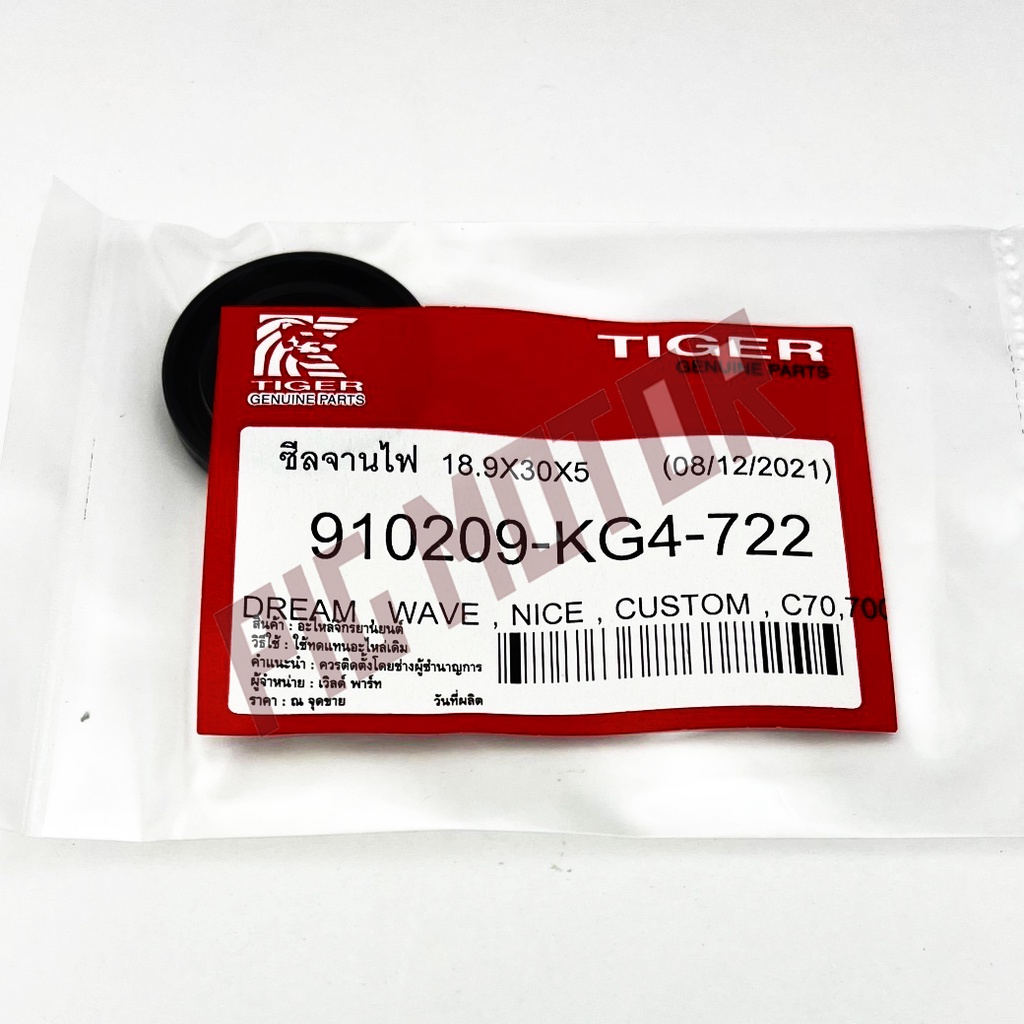 TIGER
GENUINE PARTS
TIGER
GENUINE PARTS
ซีลจานไฟ 18.9X30X5 (08/12/2021)
910209-KG4-722
DREAM WAVE , NICE , CUSTOM , C70,700
สินค้า : อะไหล่จักรยานยนต์
วิธีใช้ : ใช้ทดแทนอะไหล่เดิม
คำแนะนำ : ควรติดตั้งโดยช่างผู้ชำนาญการ
ผู้จำหน่าย : เวิลด์ พาร์ท
ราคา : ณ จุดขาย วันที่ผลิต
PIG MOTOR